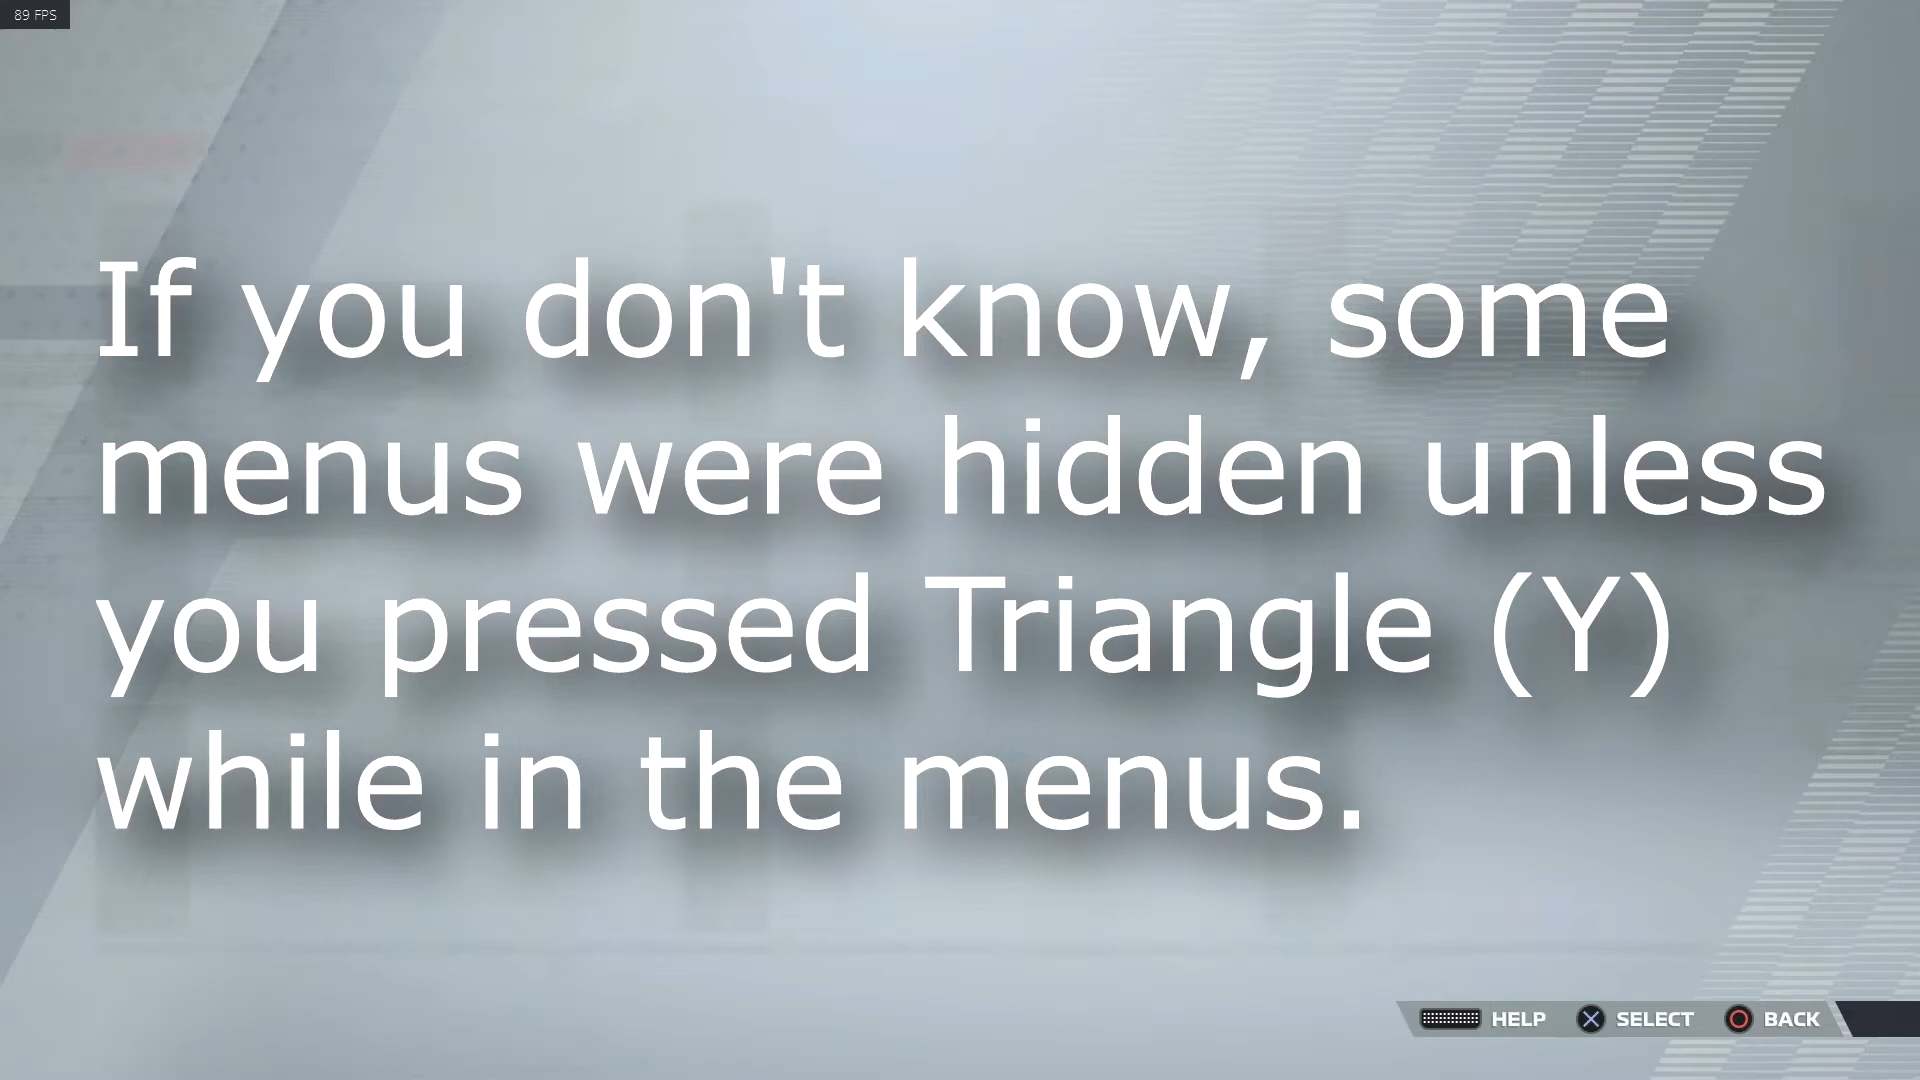 89 FPS
If you don't know, some
menus were hidden unless
you pressed Triangle (Y)
while in the menus.
HELP SELECT BACK